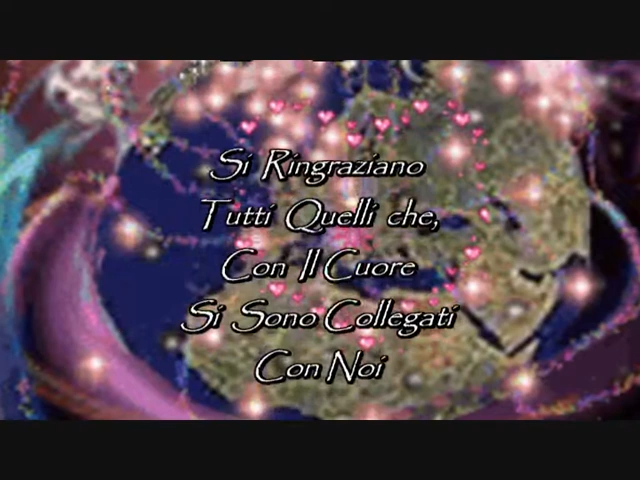 Si Ringraziano
Tutti Quelli che,
Con Il Cuore
Si Sono Collegati
Con Noi